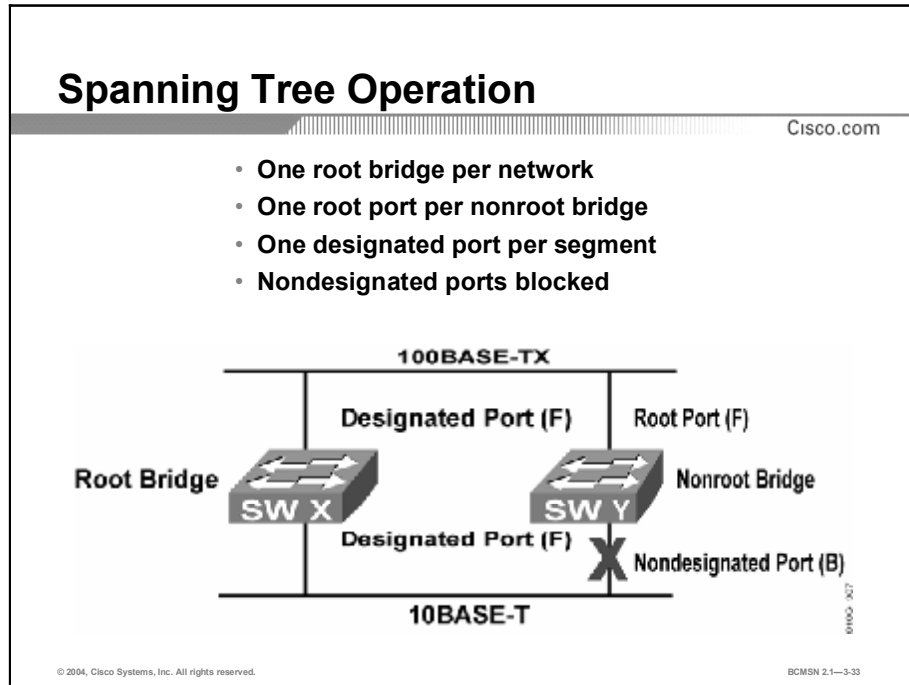 Spanning Tree Operation
Cisco.com
• One root bridge per network
• One root port per nonroot bridge
• One designated port per segment
• Nondesignated ports blocked
100BASE-TX
Designated Port (F)
Root Port (F)
Root Bridge
SW X
SW Y
Nonroot Bridge
Designated Port (F)
Nondesignated Port (B)
10BASE-T
© 2004, Cisco Systems, Inc. All rights reserved.
BCMSN 2.1—3-33